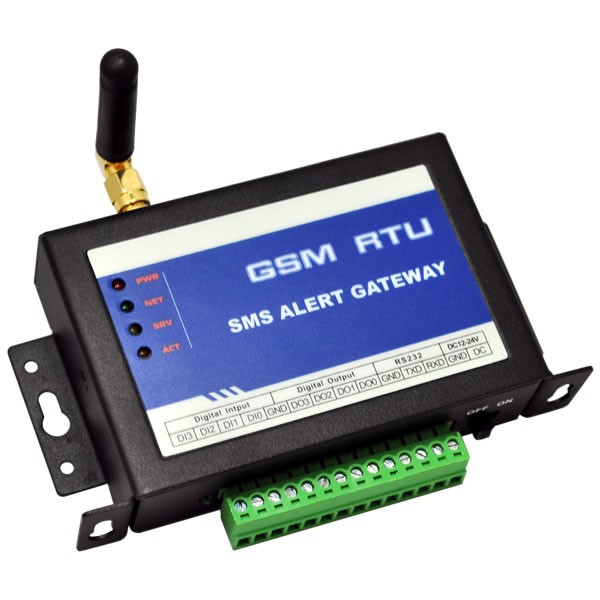 GSM RTU
SMS ALERT GATEWAY
PWR
NET
SRV
ACT
Digital Intput Digital Output RS232 DC12-24V
DI3 DI2 DI1 DI0 GND DO3 DO2 DO1 DO0 GND TXD RXD GND DC
OFF ON